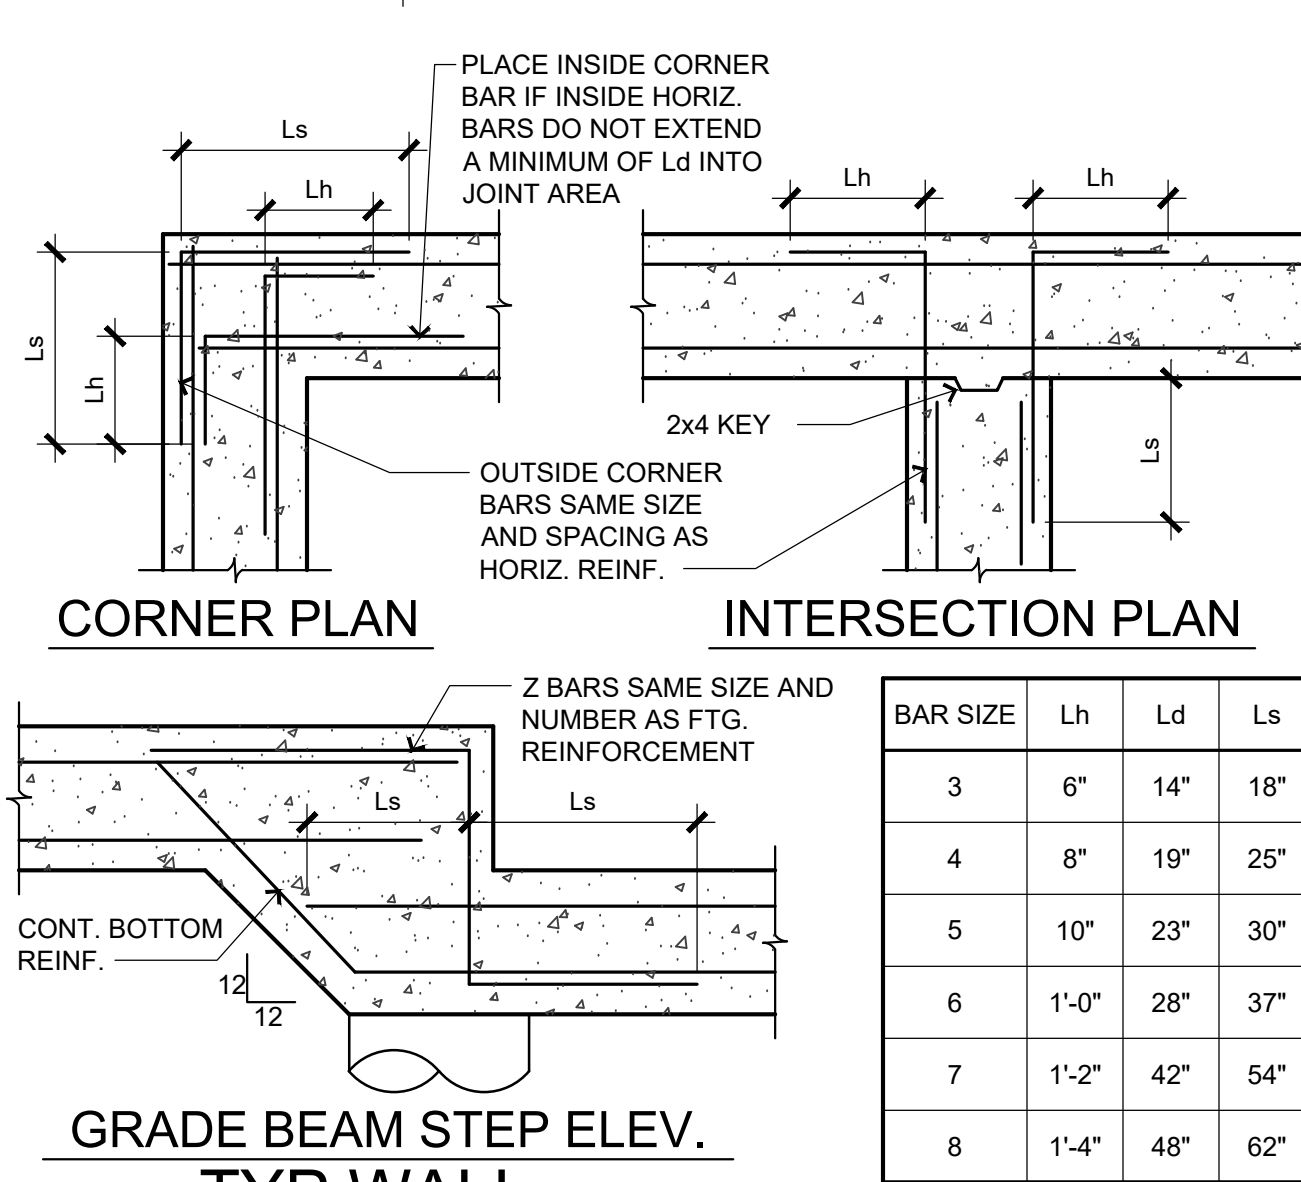 PLACE INSIDE CORNER
BAR IF INSIDE HORIZ.
BARS DO NOT EXTEND
A MINIMUM OF Ld INTO
JOINT AREA
Ls
Lh
Ls
Lh
Lh
Lh
Ls
2x4 KEY
OUTSIDE CORNER
BARS SAME SIZE
AND SPACING AS
HORIZ. REINF.
CORNER PLAN
INTERSECTION PLAN
Z BARS SAME SIZE AND
NUMBER AS FTG.
REINFORCEMENT
Ls
Ls
CONT. BOTTOM
REINF.
12
12
GRADE BEAM STEP ELEV.
BAR SIZE Lh Ld Ls
3 6" 14" 18"
4 8" 19" 25"
5 10" 23" 30"
6 1'-0" 28" 37"
7 1'-2" 42" 54"
8 1'-4" 48" 62"
TYP WALL